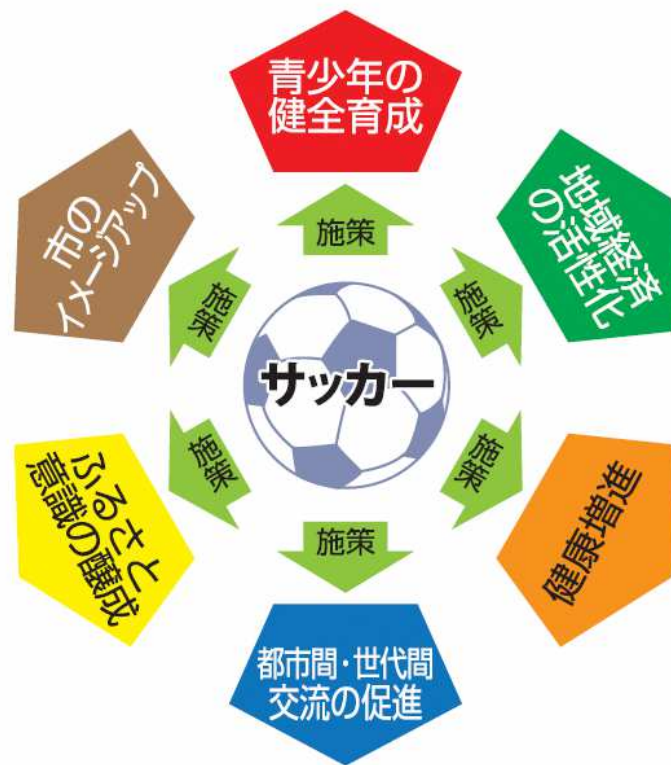 青少年の
健全育成
地域経済
の活性化
健康増進
都市間・世代間
交流の促進
ふるさと
意識の醸成
市の
イメージアップ
施策
施策
施策
施策
施策
施策
サッカー